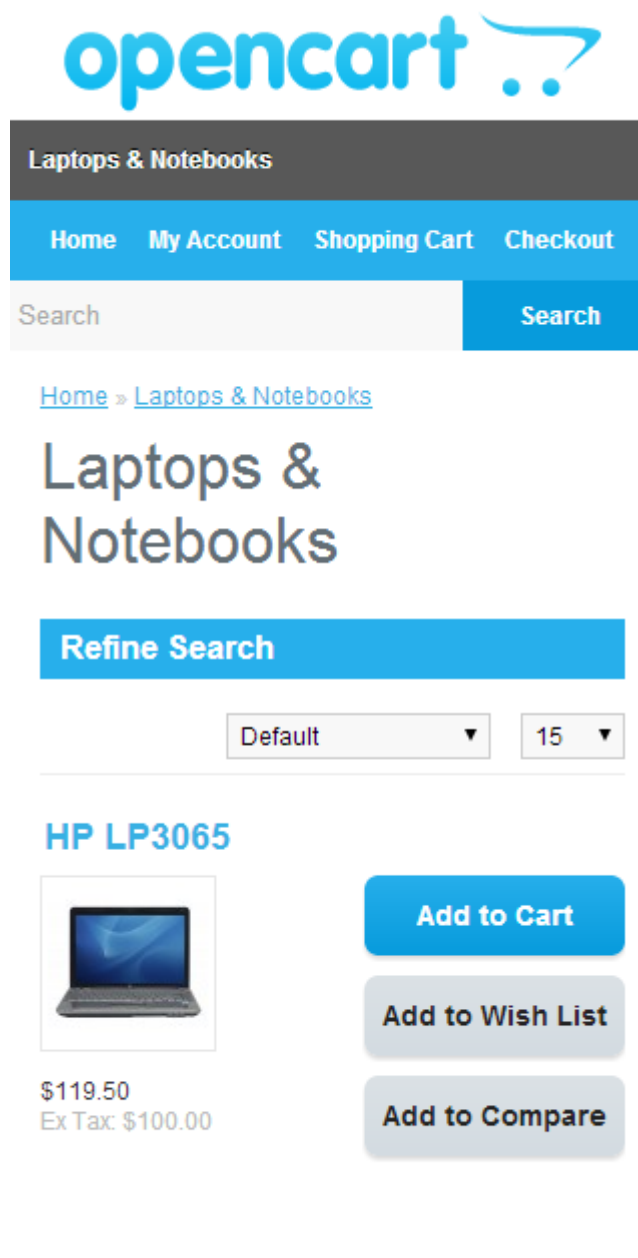 opencart
Laptops & Notebooks
Home My Account Shopping Cart Checkout
Search Search
Home » Laptops & Notebooks
Laptops &
Notebooks
Refine Search
Default 15
HP LP3065
Add to Cart
Add to Wish List
$119.50
Ex Tax: $100.00
Add to Compare